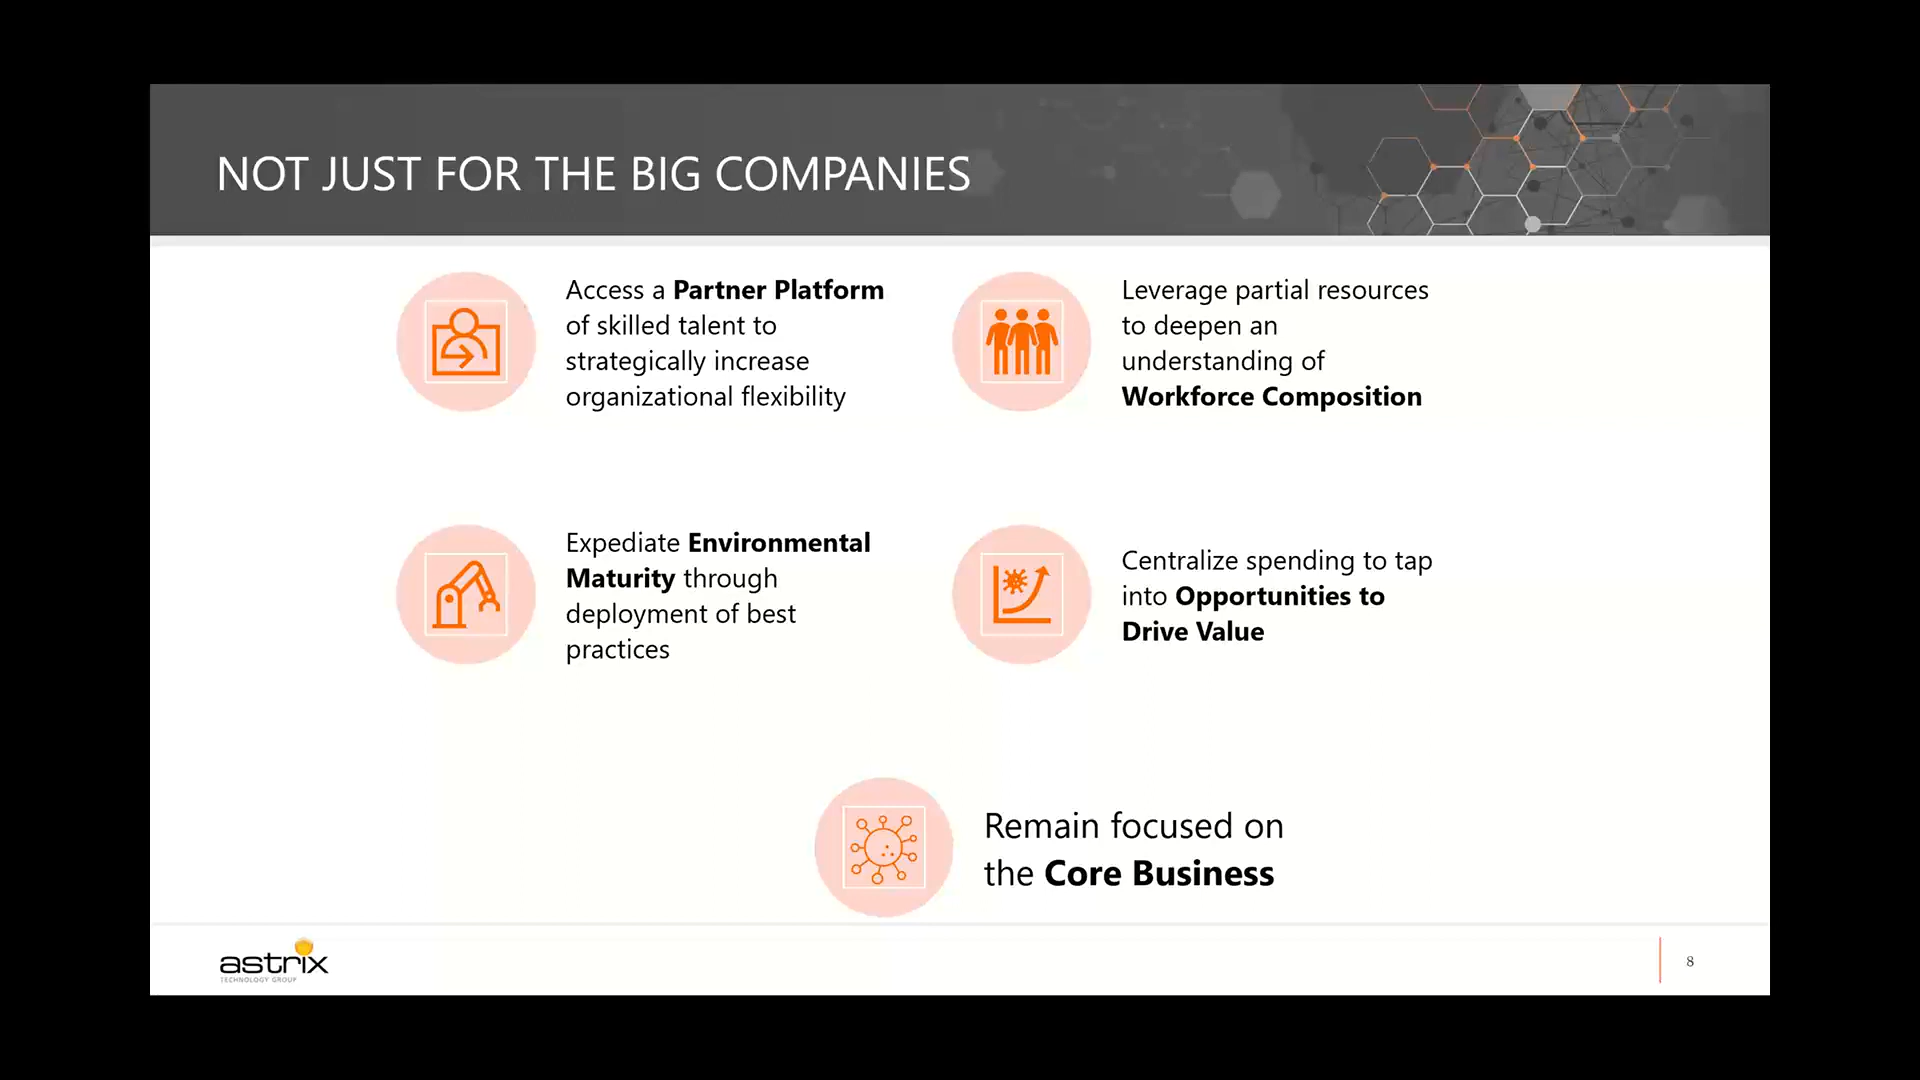 NOT JUST FOR THE BIG COMPANIES
Access a Partner Platform
of skilled talent to
strategically increase
organizational flexibility
Leverage partial resources
to deepen an
understanding of
Workforce Composition
Expediate Environmental
Maturity through
deployment of best
practices
Centralize spending to tap
into Opportunities to
Drive Value
Remain focused on
the Core Business
astrix
TECHNOLOGY GROUP
8